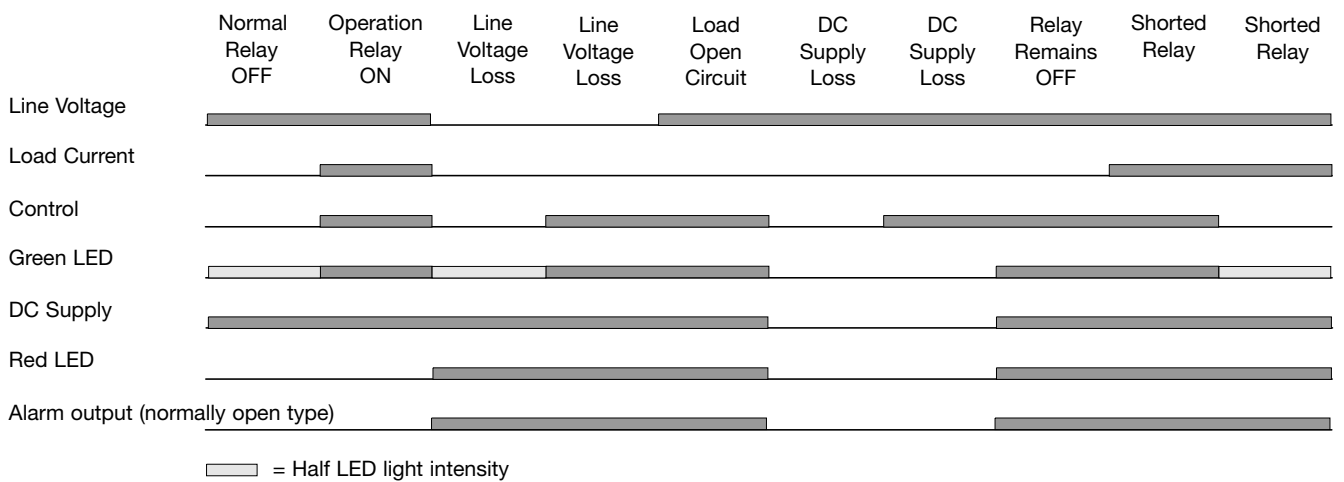 Normal Operation Line Line Load DC DC Relay Shorted Shorted
Relay Relay Voltage Voltage Open Supply Supply Remains Relay Relay
OFF ON Loss Loss Circuit Loss Loss OFF
Line Voltage
Load Current
Control
Green LED
DC Supply
Red LED
Alarm output (normally open type)
= Half LED light intensity